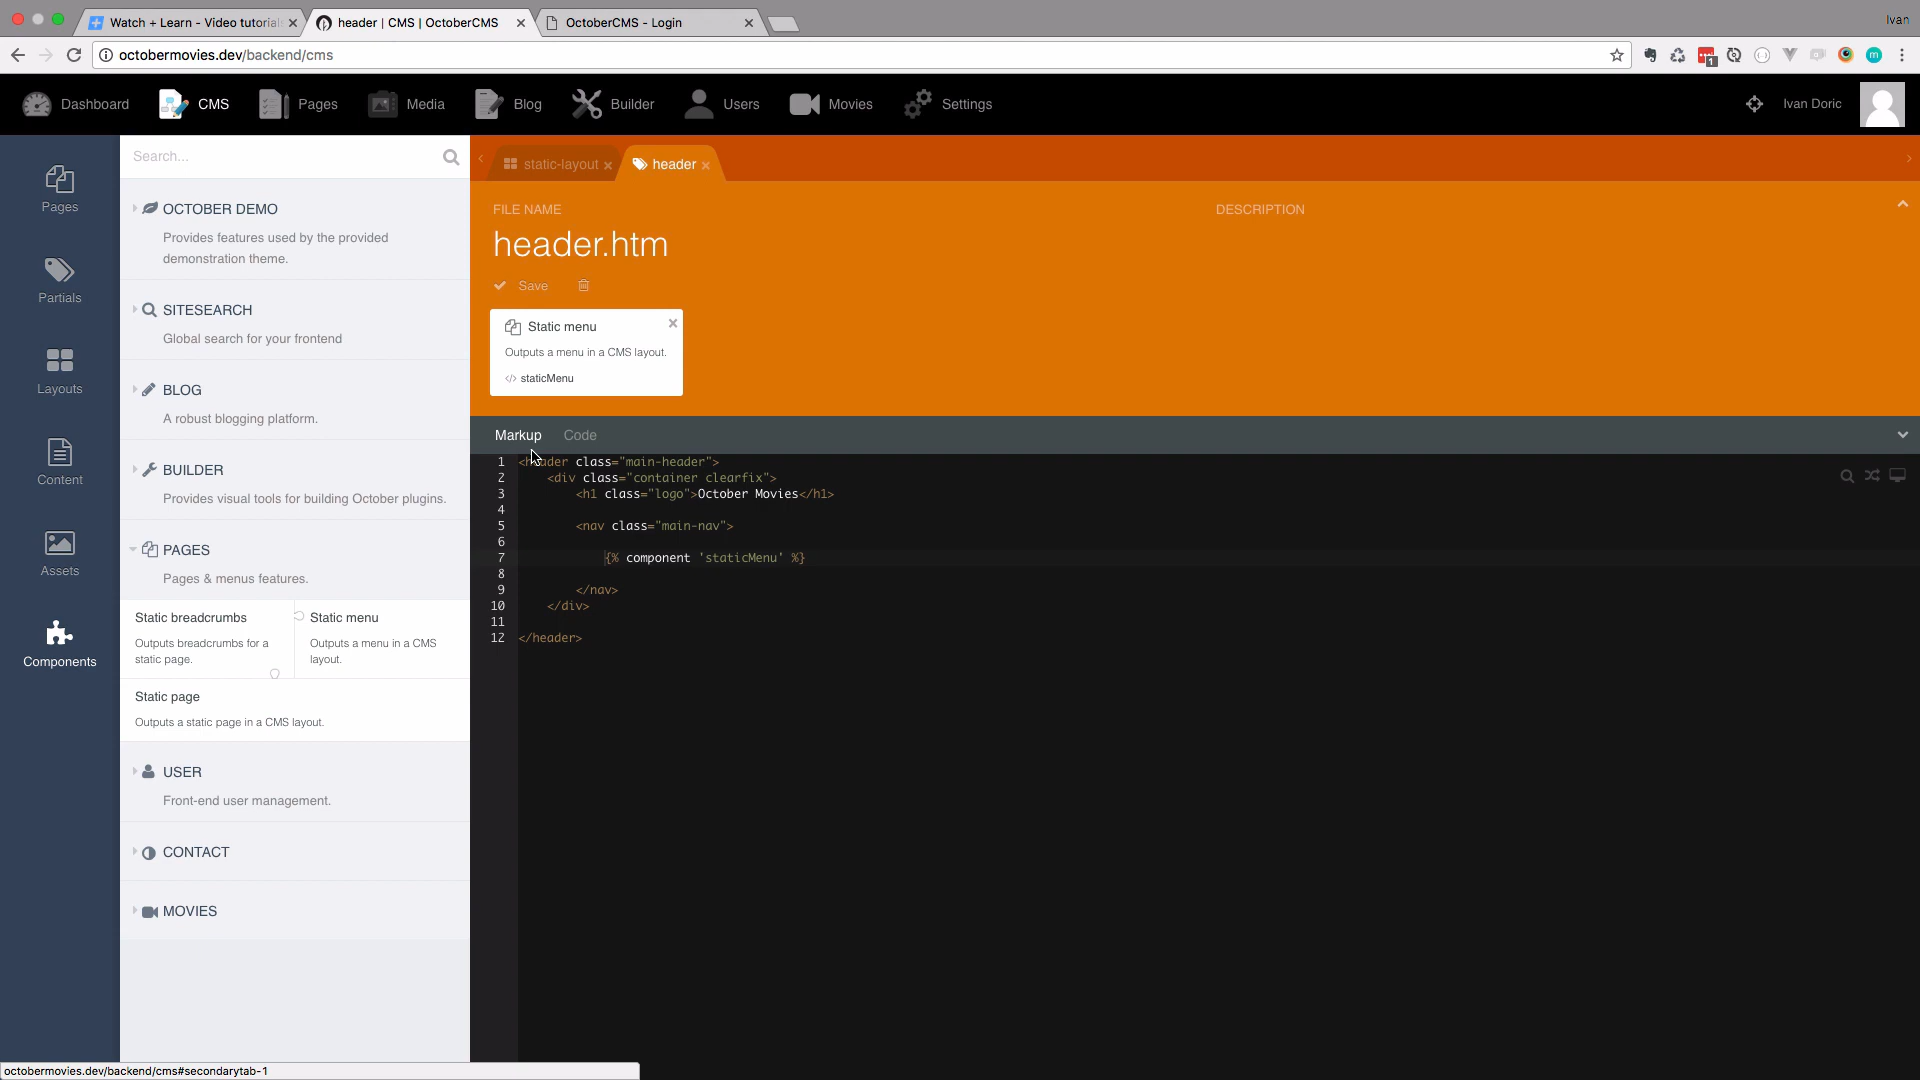 Watch + Learn - Video tutorial
header | CMS | OctoberCMS
OctoberCMS - Login
Ivan
octobermovies.dev/backend/cms
1
m
Dashboard
CMS
Pages
Media
Blog
Builder
Users
Movies
Settings
Ivan Doric
Pages
Partials
Layouts
Content
Assets
Components
Search...
OCTOBER DEMO
Provides features used by the provided
demonstration theme.
SITESEARCH
Global search for your frontend
BLOG
A robust blogging platform.
BUILDER
Provides visual tools for building October plugins.
PAGES
Pages & menus features.
Static breadcrumbs
Outputs breadcrumbs for a
static page.
Static menu
Outputs a menu in a CMS
layout.
Static page
Outputs a static page in a CMS layout.
USER
Front-end user management.
CONTACT
MOVIES
static-layout
header
FILE NAME
header.htm
DESCRIPTION
Save
Static menu
Outputs a menu in a CMS layout.
</> staticMenu
Markup
Code
1 <header class="main-header">
2 <div class="container clearfix">
3 <h1 class="logo">October Movies</h1>
4
5 <nav class="main-nav">
6
7 {% component 'staticMenu' %}
8
9 </nav>
10 </div>
11
12 </header>
octobermovies.dev/backend/cms#secondarytab-1